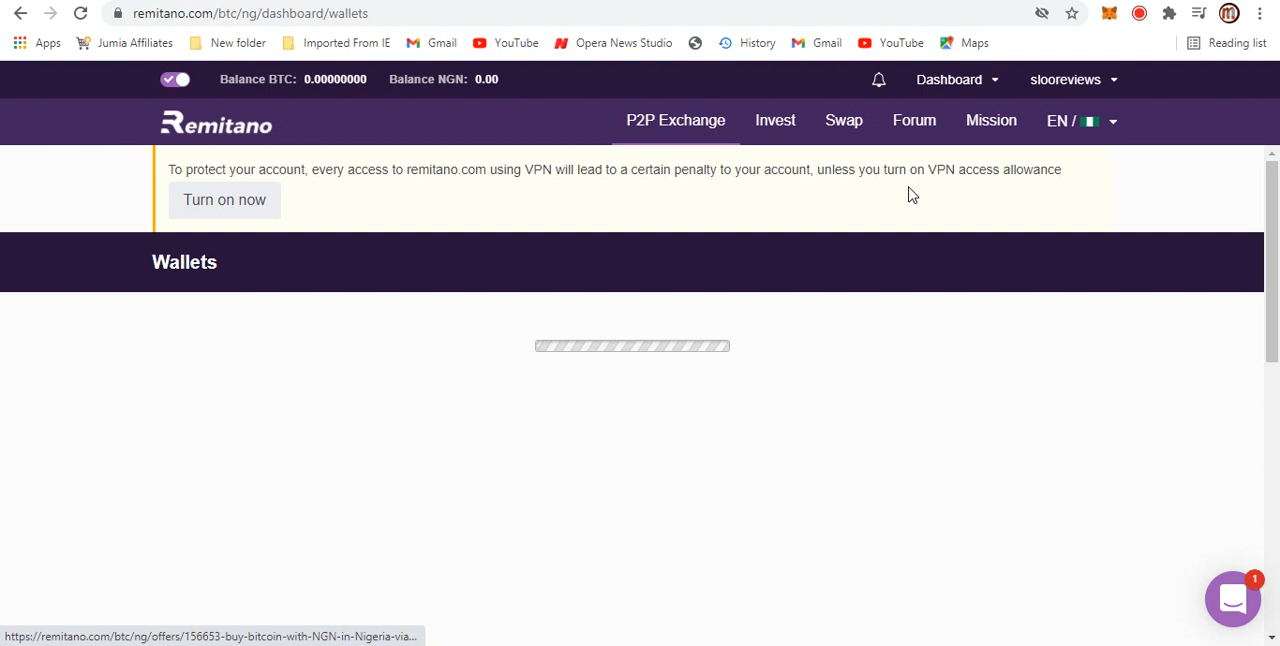 remitano.com/btc/ng/dashboard/wallets
Apps Jumia Affiliates New folder Imported From IE Gmail YouTube Opera News Studio History Gmail YouTube Maps Reading list
Balance BTC: 0.00000000 Balance NGN: 0.00 Dashboard slooreviews
Remitano P2P Exchange Invest Swap Forum Mission EN /
To protect your account, every access to remitano.com using VPN will lead to a certain penalty to your account, unless you turn on VPN access allowance
Turn on now
Wallets
1
https://remitano.com/btc/ng/offers/156653-buy-bitcoin-with-NGN-in-Nigeria-via...